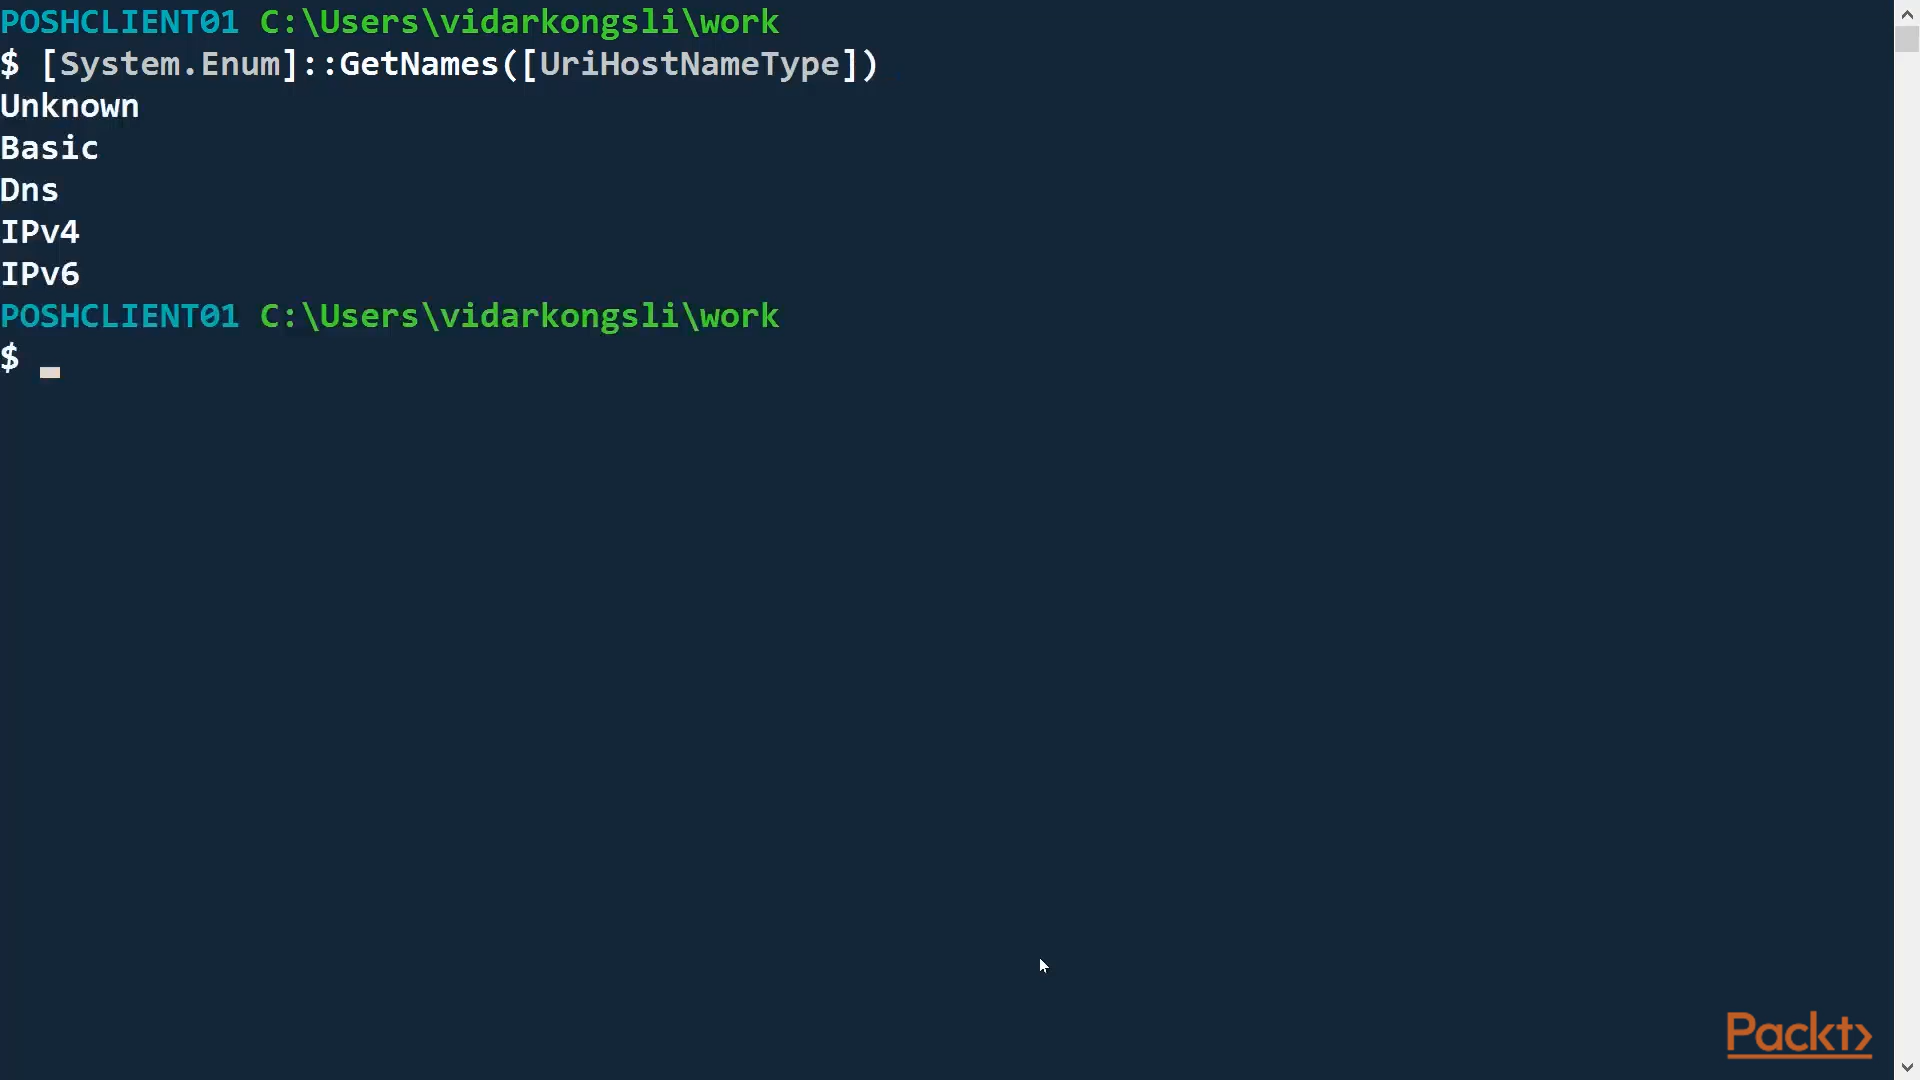 POSHCLIENT01 C:\Users\vidarkongsli\work
$ [System.Enum]::GetNames([UriHostNameType])
Unknown
Basic
Dns
IPv4
IPv6
POSHCLIENT01 C:\Users\vidarkongsli\work
$
Packt>